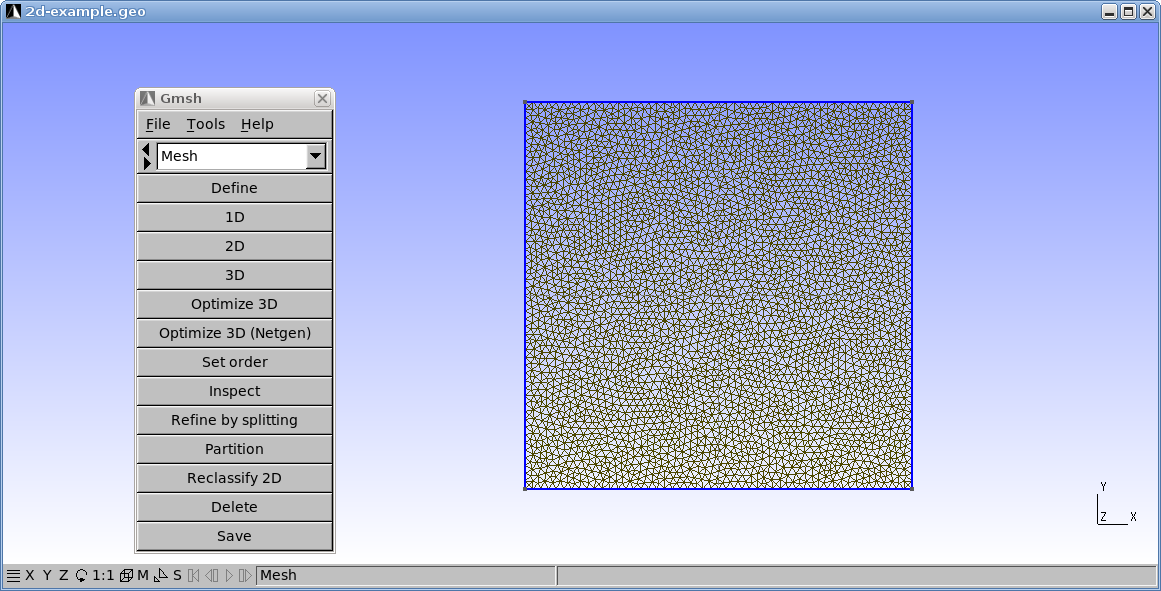 2d-example.geo
Gmsh
File Tools Help
Mesh
Define
1D
2D
3D
Optimize 3D
Optimize 3D (Netgen)
Set order
Inspect
Refine by splitting
Partition
Reclassify 2D
Delete
Save
Y
Z X
X Y Z 1:1 M S Mesh